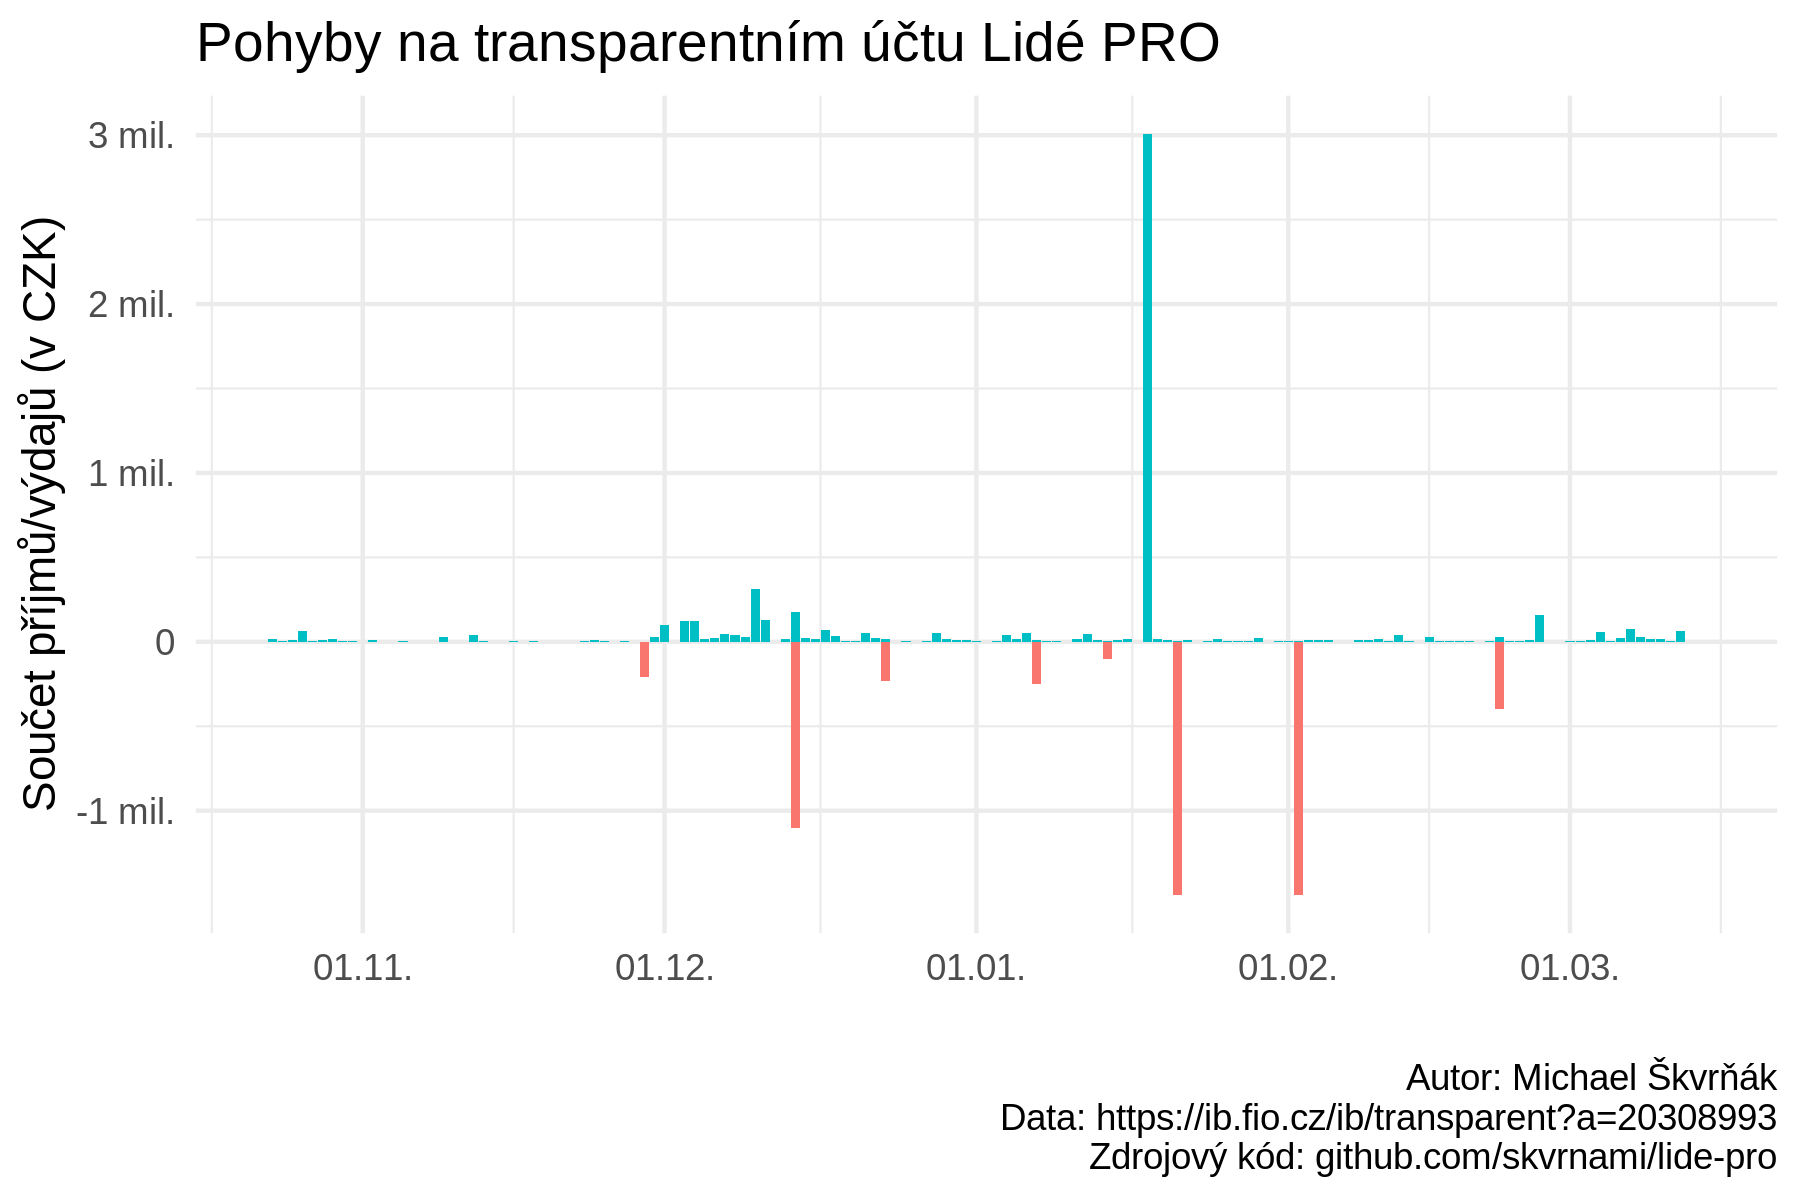 Pohyby na transparentním účtu Lidé PRO
Součet příjmů/výdajů (v CZK)
3 mil.
2 mil.
1 mil.
0
-1 mil.
01.11.
01.12.
01.01.
01.02.
01.03.
Autor: Michael Škvrňák
Data: https://ib.fio.cz/ib/transparent?a=20308993
Zdrojový kód: github.com/skvrnami/lide-pro